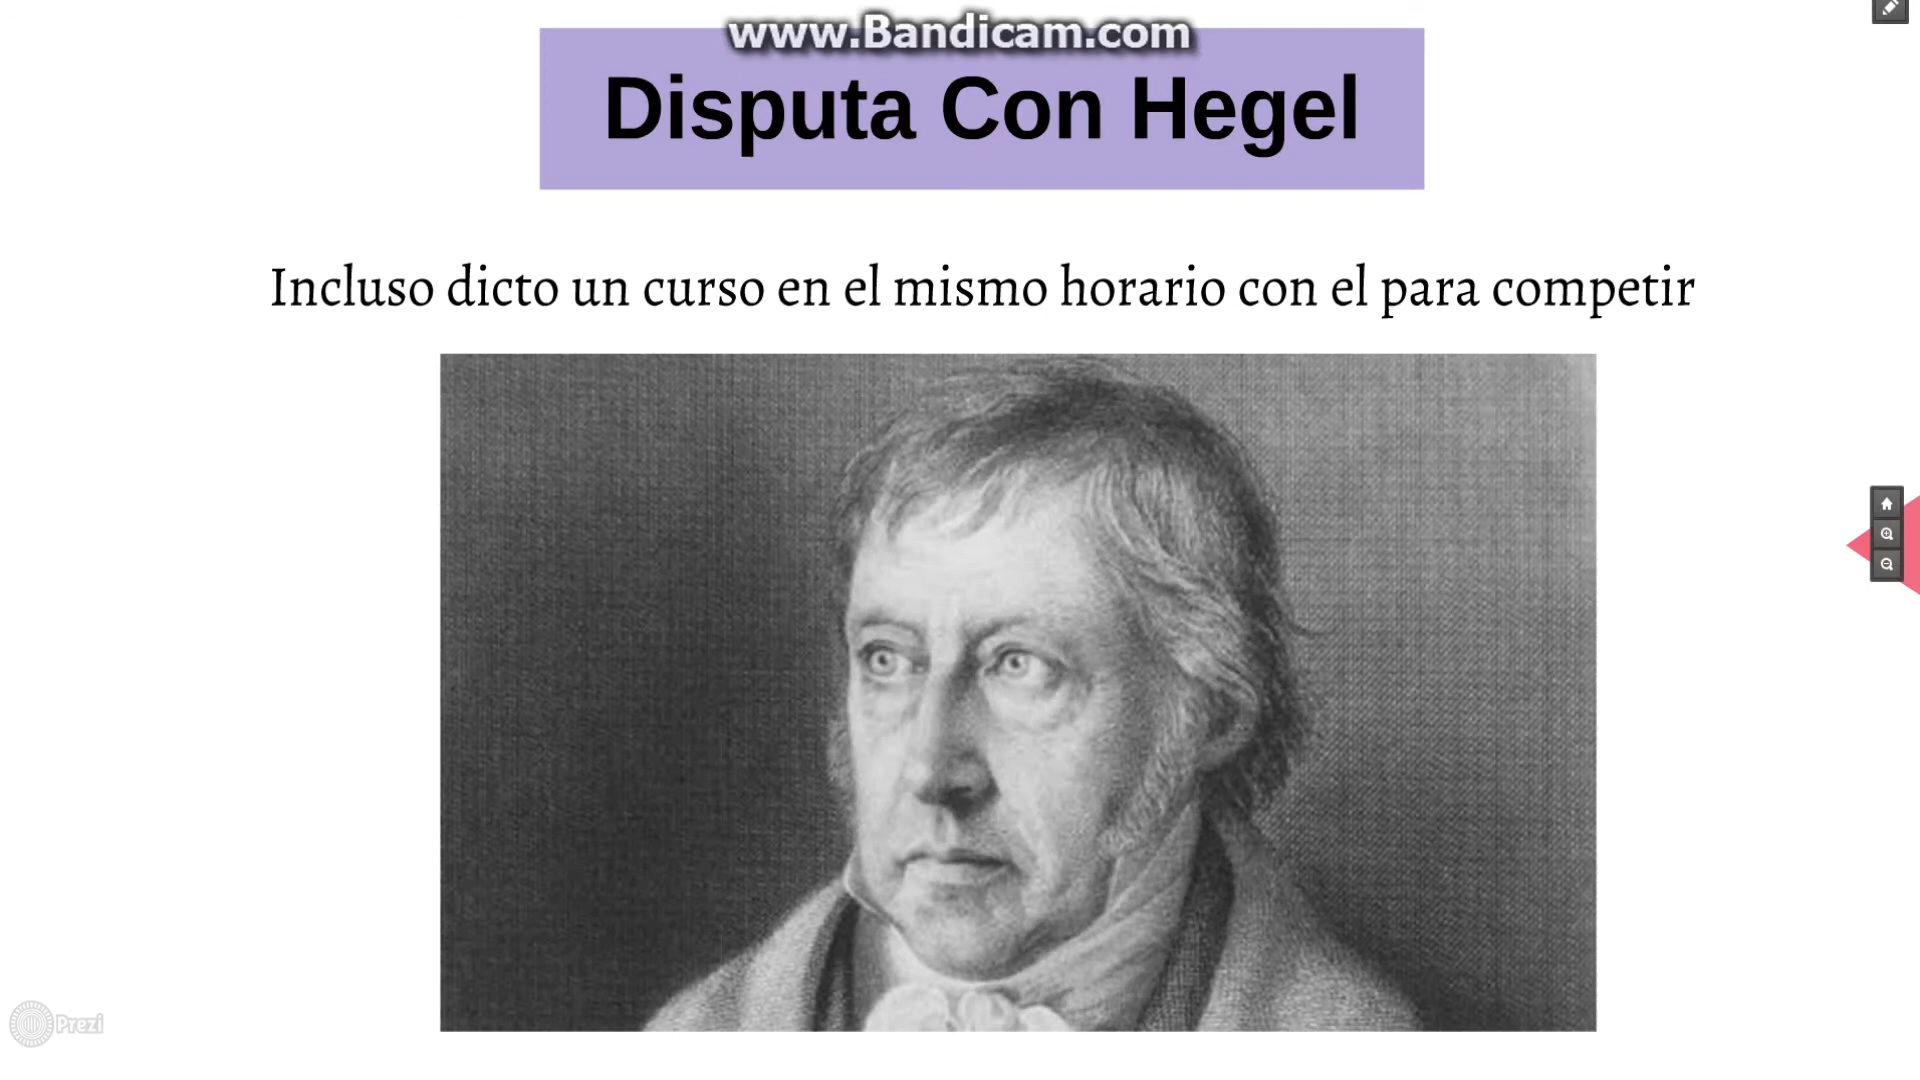 www.Bandicam.com
Disputa Con Hegel
Incluso dicto un curso en el mismo horario con el para competir
Prezi